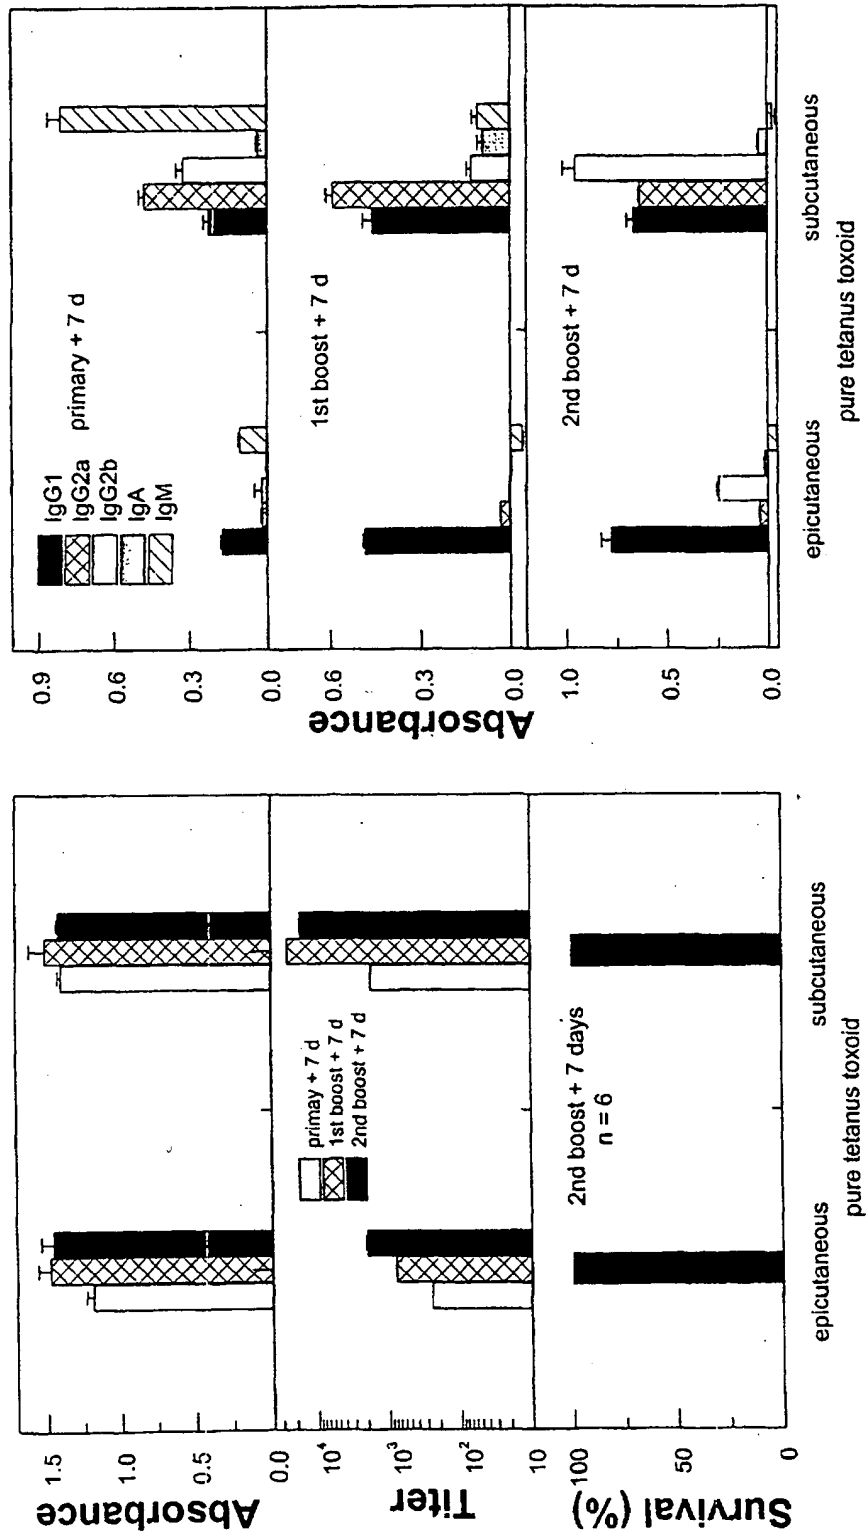 Absorbance
1.5
1.0
0.5
0.0
Titer
10⁴
10³
10²
10
primay + 7 d
1st boost + 7 d
2nd boost + 7 d
Survival (%)
100
50
0
2nd boost + 7 days
n = 6
epicutaneous
subcutaneous
pure tetanus toxoid
Absorbance
0.9
0.6
0.3
0.0
IgG1
IgG2a
IgG2b
IgA
IgM
primary + 7 d
0.6
0.3
0.0
1st boost + 7 d
1.0
0.5
0.0
2nd boost + 7 d
epicutaneous
subcutaneous
pure tetanus toxoid